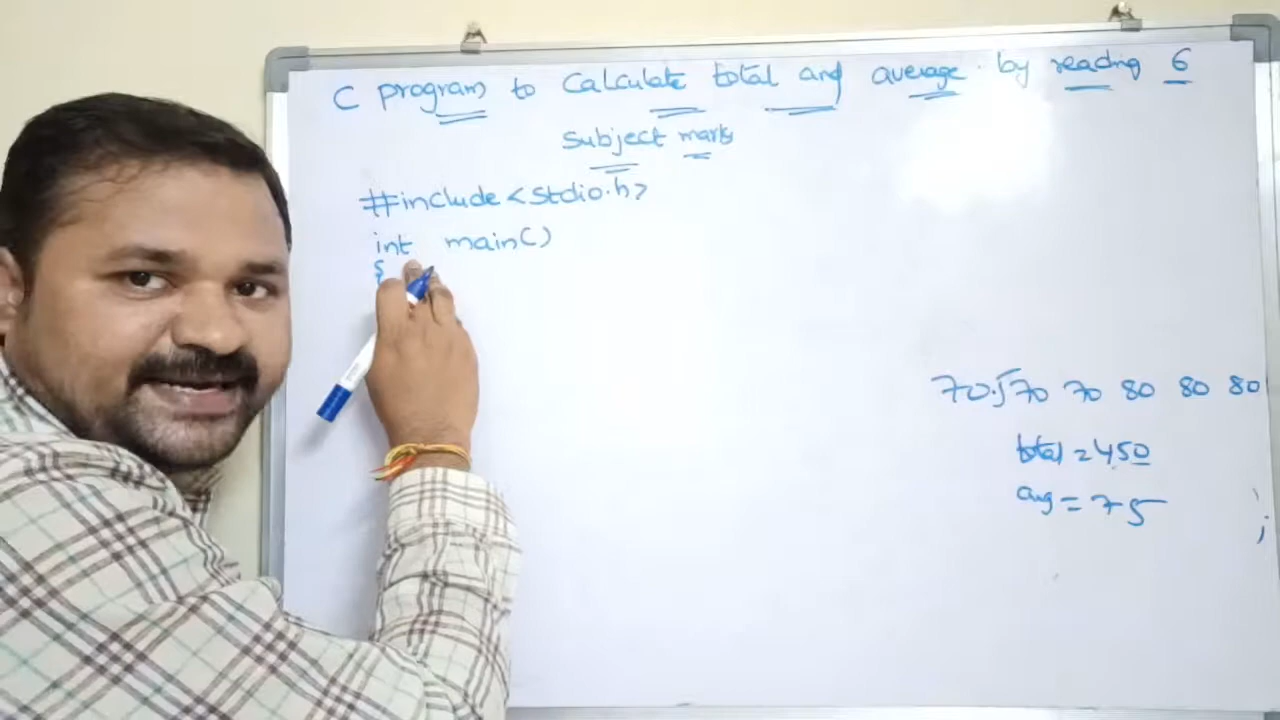 C program to Calculate total and average by reading 6
Subject marks
#include<stdio.h>
int main()
{
70.5 70 70 80 80 80
total = 450
avg = 75
;